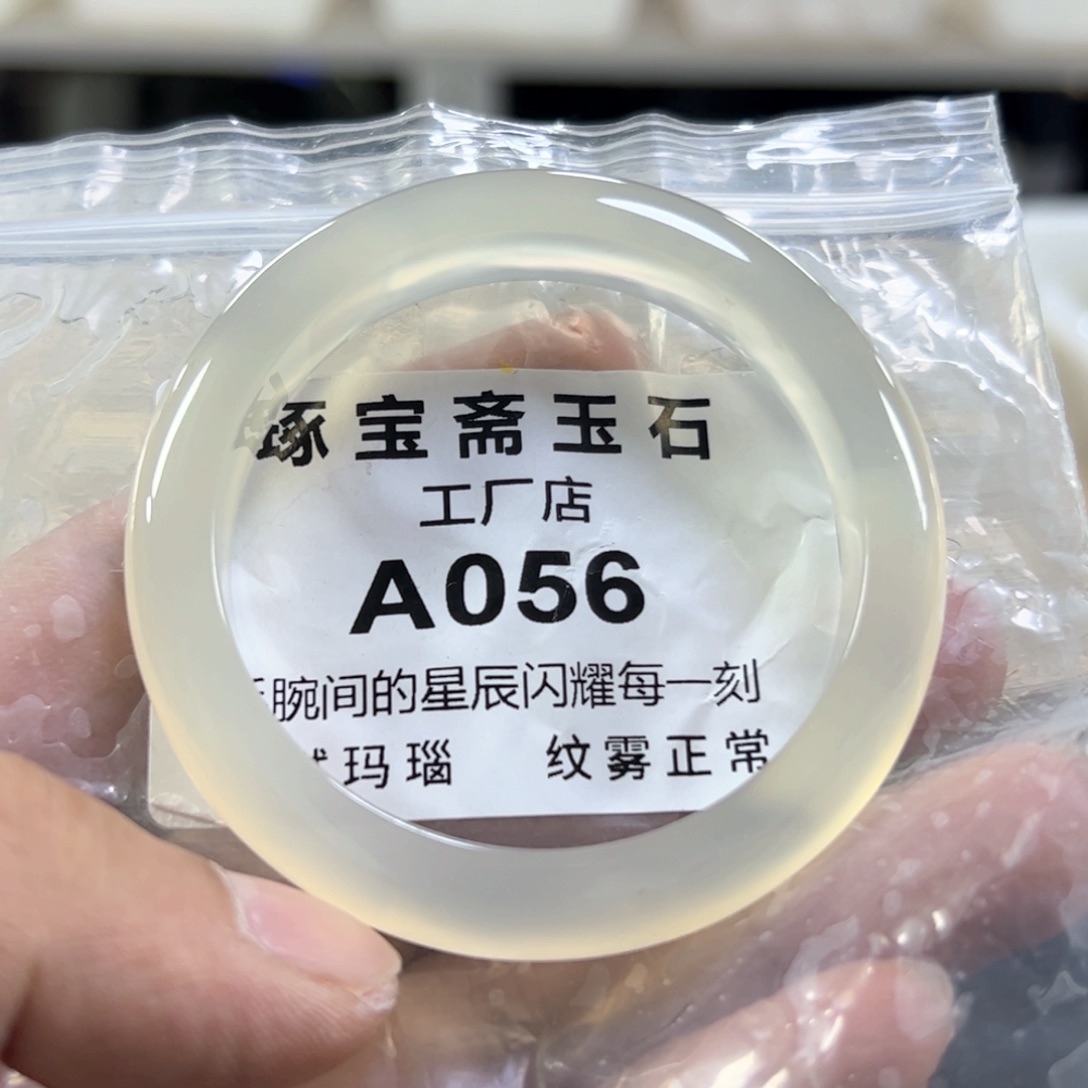 琢宝斋玉石
工厂店
A056
腕间的星辰闪耀每一刻
玛瑙 纹雾正常